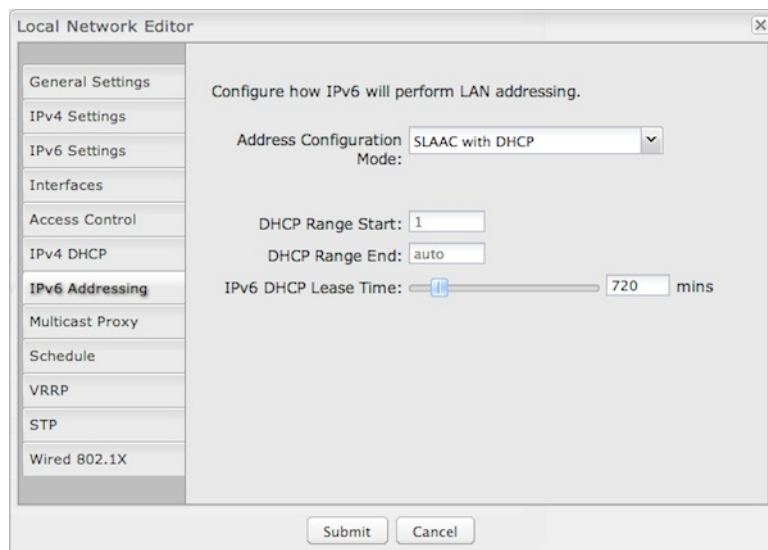 Local Network Editor
General Settings
IPv4 Settings
IPv6 Settings
Interfaces
Access Control
IPv4 DHCP
IPv6 Addressing
Multicast Proxy
Schedule
VRRP
STP
Wired 802.1X
Configure how IPv6 will perform LAN addressing.
Address Configuration
Mode:
SLAAC with DHCP
DHCP Range Start: 1
DHCP Range End: auto
IPv6 DHCP Lease Time: 720 mins
Submit Cancel